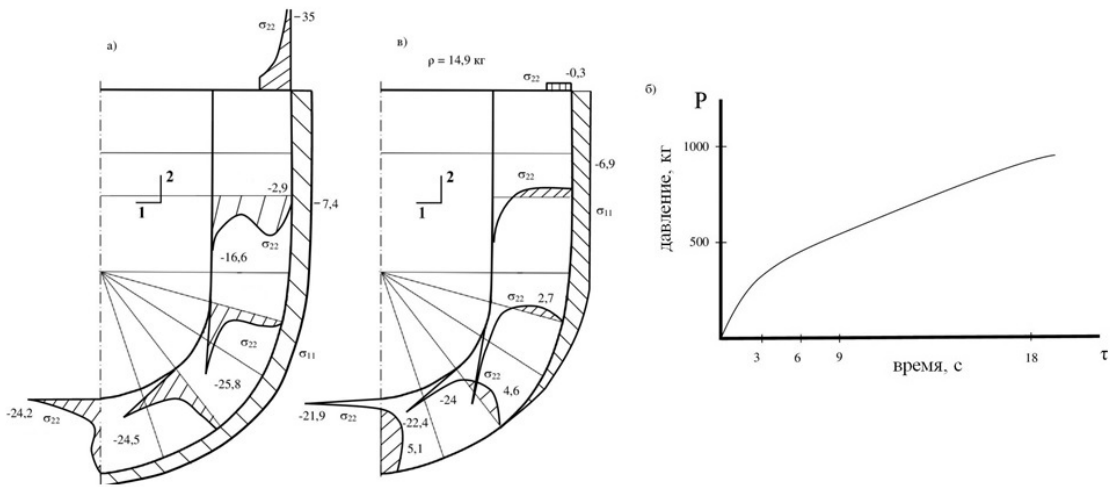 а)
σ₂₂
−35
-2,9
2
1
−7,4
σ₂₂
-16,6
σ₂₂
σ₁₁
-25,8
-24,2
σ₂₂
-24,5
в)
ρ = 14,9 кг
σ₂₂
-0,3
-6,9
2
1
σ₂₂
σ₁₁
σ₂₂
2,7
σ₂₂
4,6
-24
-21,9
σ₂₂
-22,4
5,1
б)
P
давление, кг
1000
500
3
6
9
18
τ
время, с